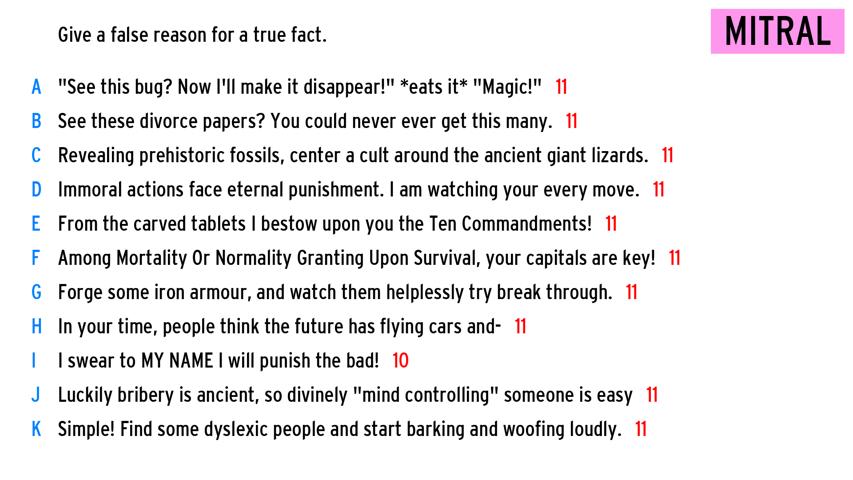 Give a false reason for a true fact.
MITRAL
A "See this bug? Now I'll make it disappear!" *eats it* "Magic!" 11
B See these divorce papers? You could never ever get this many. 11
C Revealing prehistoric fossils, center a cult around the ancient giant lizards. 11
D Immoral actions face eternal punishment. I am watching your every move. 11
E From the carved tablets I bestow upon you the Ten Commandments! 11
F Among Mortality Or Normality Granting Upon Survival, your capitals are key! 11
G Forge some iron armour, and watch them helplessly try break through. 11
H In your time, people think the future has flying cars and- 11
I I swear to MY NAME I will punish the bad! 10
J Luckily bribery is ancient, so divinely "mind controlling" someone is easy 11
K Simple! Find some dyslexic people and start barking and woofing loudly. 11